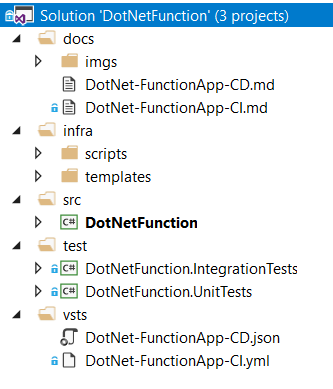 Solution 'DotNetFunction' (3 projects)
docs
imgs
DotNet-FunctionApp-CD.md
DotNet-FunctionApp-CI.md
infra
scripts
templates
src
C# DotNetFunction
test
C# DotNetFunction.IntegrationTests
C# DotNetFunction.UnitTests
vsts
DotNet-FunctionApp-CD.json
DotNet-FunctionApp-CI.yml